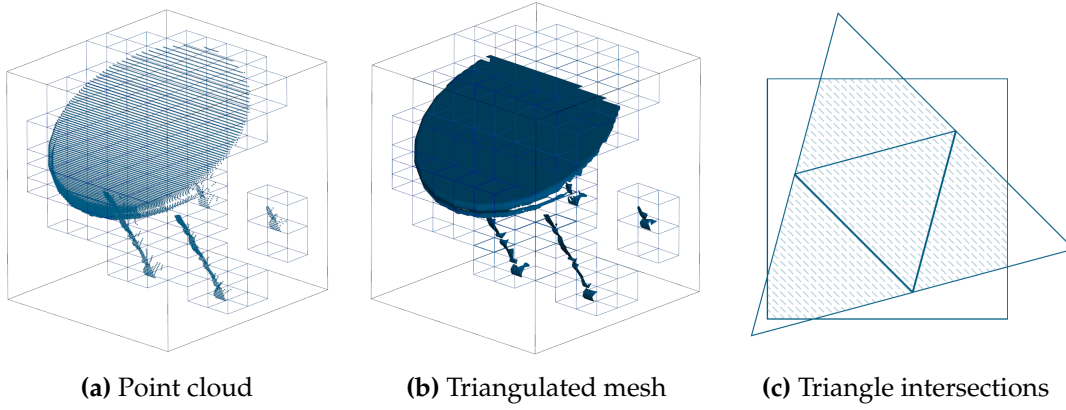 (a) Point cloud
(b) Triangulated mesh
(c) Triangle intersections